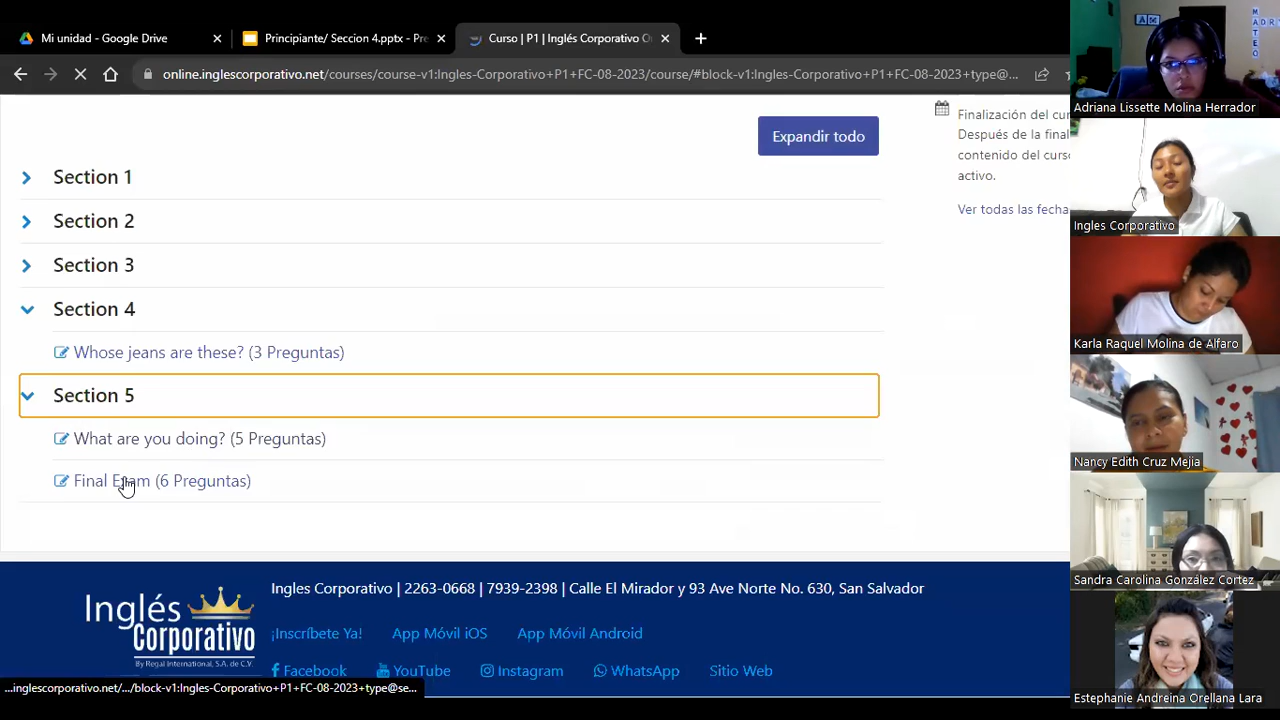 Mi unidad - Google Drive
Principiante/ Seccion 4.pptx - Pre
Curso | P1 | Inglés Corporativo O
online.inglescorporativo.net/courses/course-v1:Ingles-Corporativo+P1+FC-08-2023/course/#block-v1:Ingles-Corporativo+P1+FC-08-2023+type@...
Expandir todo
Section 1
Section 2
Section 3
Section 4
Whose jeans are these? (3 Preguntas)
Section 5
What are you doing? (5 Preguntas)
Final Exam (6 Preguntas)
Finalización del cur
Después de la final
contenido del curso
activo.
Ver todas las fecha
Inglés
Corporativo
By Regal International, S.A. de C.V.
Ingles Corporativo | 2263-0668 | 7939-2398 | Calle El Mirador y 93 Ave Norte No. 630, San Salvador
¡Inscríbete Ya!
App Móvil iOS
App Móvil Android
Facebook
YouTube
Instagram
WhatsApp
Sitio Web
...inglescorporativo.net/.../block-v1:Ingles-Corporativo+P1+FC-08-2023+type@se...
Adriana Lissette Molina Herrador
Ingles Corporativo
Karla Raquel Molina de Alfaro
Nancy Edith Cruz Mejia
Sandra Carolina González Cortez
Estephanie Andreina Orellana Lara